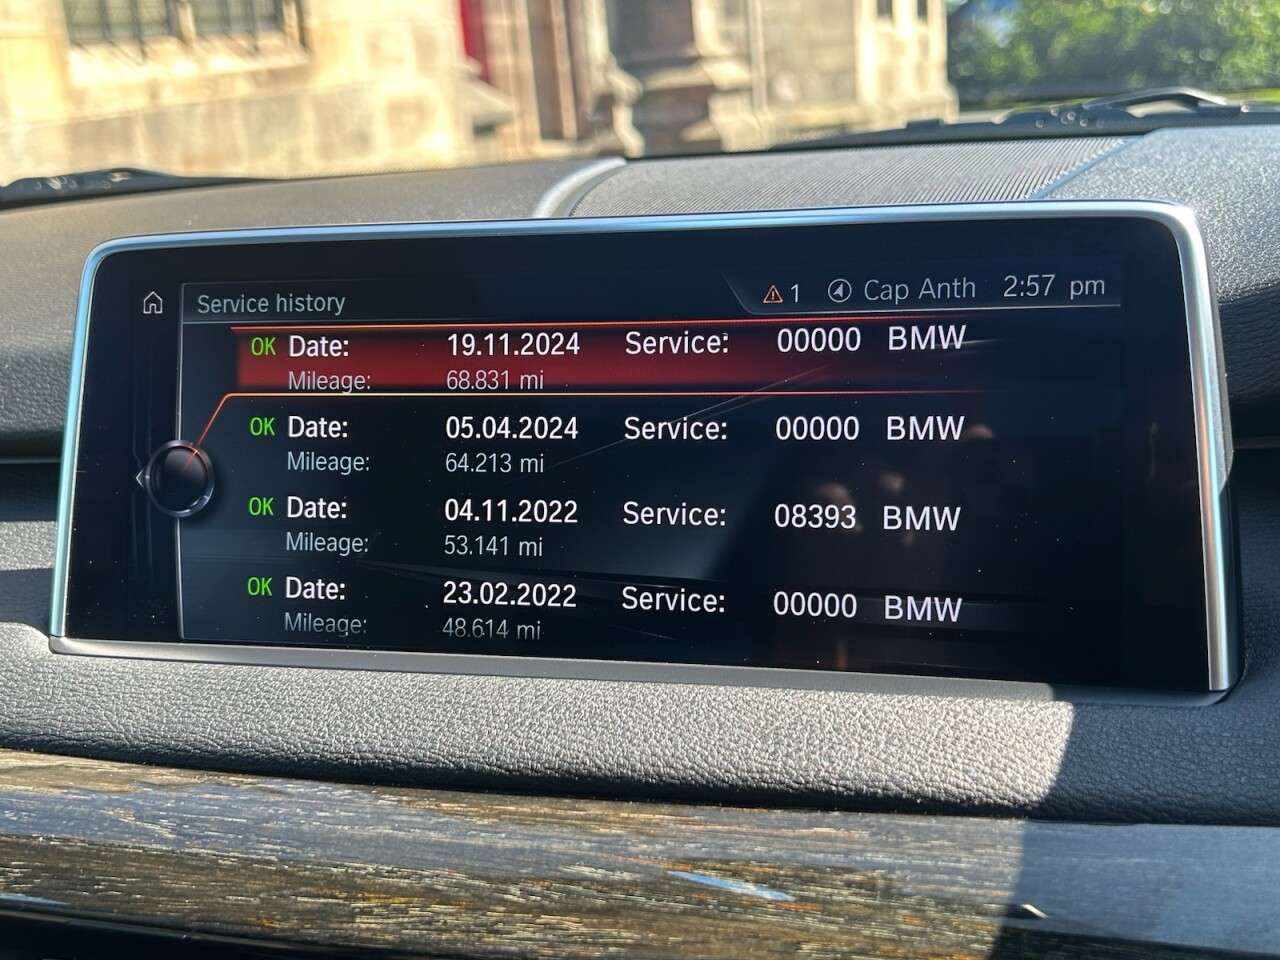 Service history 1 Cap Anth 2:57 pm
OK Date: 19.11.2024 Service: 00000 BMW
Mileage: 68.831 mi
OK Date: 05.04.2024 Service: 00000 BMW
Mileage: 64.213 mi
OK Date: 04.11.2022 Service: 08393 BMW
Mileage: 53.141 mi
OK Date: 23.02.2022 Service: 00000 BMW
Mileage: 48.614 mi